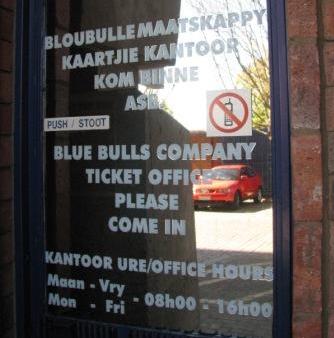 BLOUBULLE MAATSKAPPY
KAARTJIE KANTOOR
KOM BINNE
ASB
PUSH / STOOT
BLUE BULLS COMPANY
TICKET OFFICE
PLEASE
COME IN
KANTOOR URE/OFFICE HOURS
Maan - Vry
Mon - Fri - 08h00 - 16h00